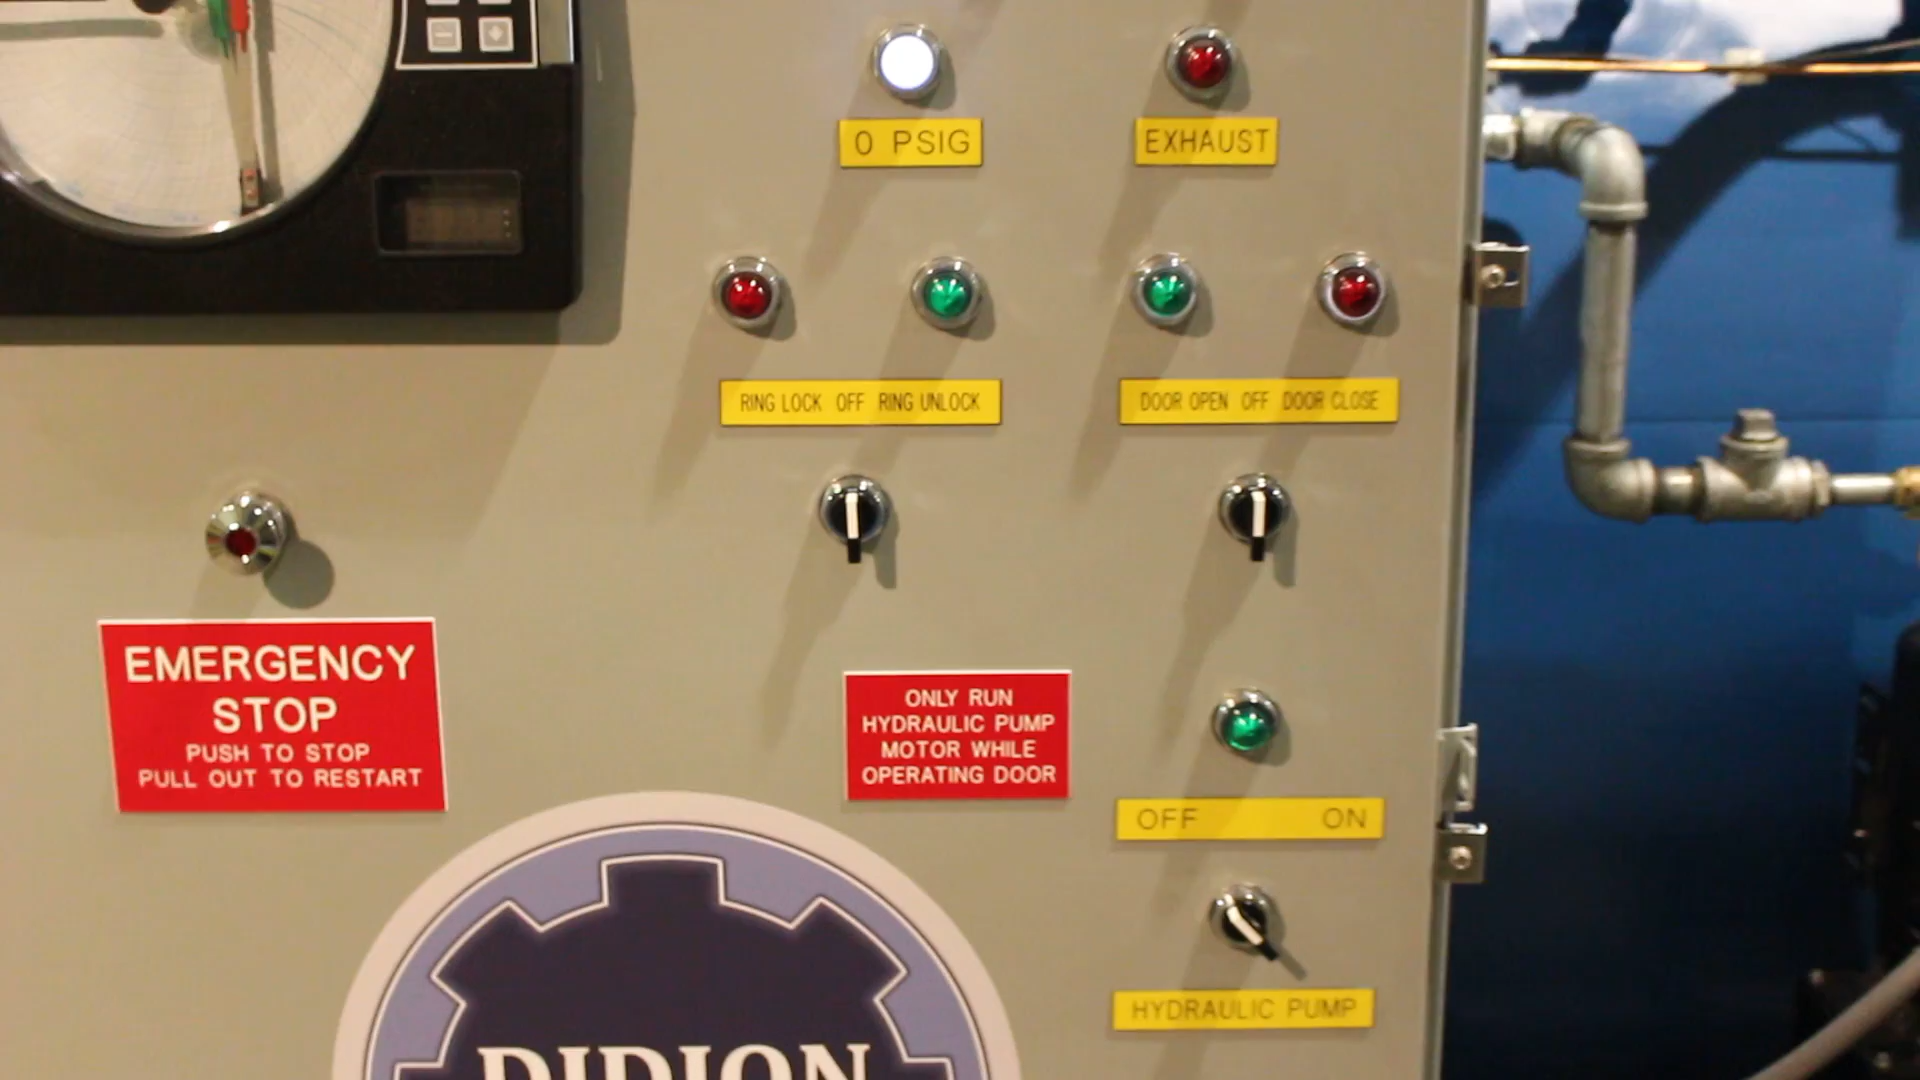 0 PSIG
EXHAUST
RING LOCK OFF RING UNLOCK
DOOR OPEN OFF DOOR CLOSE
EMERGENCY
STOP
PUSH TO STOP
PULL OUT TO RESTART
ONLY RUN
HYDRAULIC PUMP
MOTOR WHILE
OPERATING DOOR
OFF ON
HYDRAULIC PUMP
DIDION